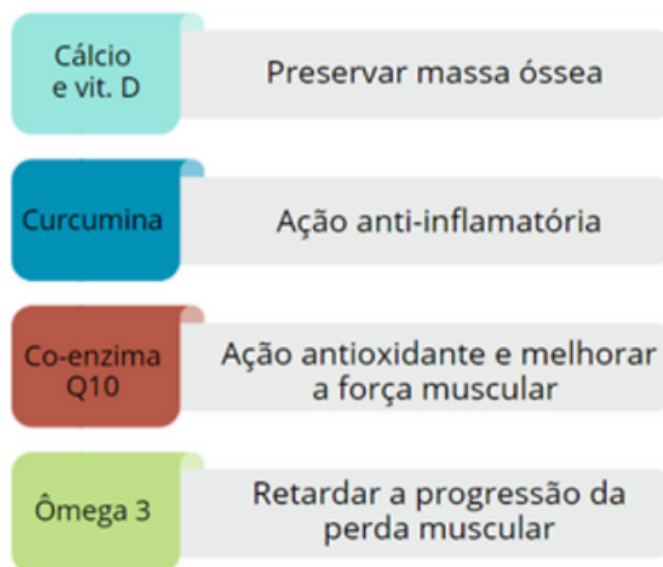 Cálcio
e vit. D
Preservar massa óssea
Curcumina
Ação anti-inflamatória
Co-enzima
Q10
Ação antioxidante e melhorar
a força muscular
Ômega 3
Retardar a progressão da
perda muscular